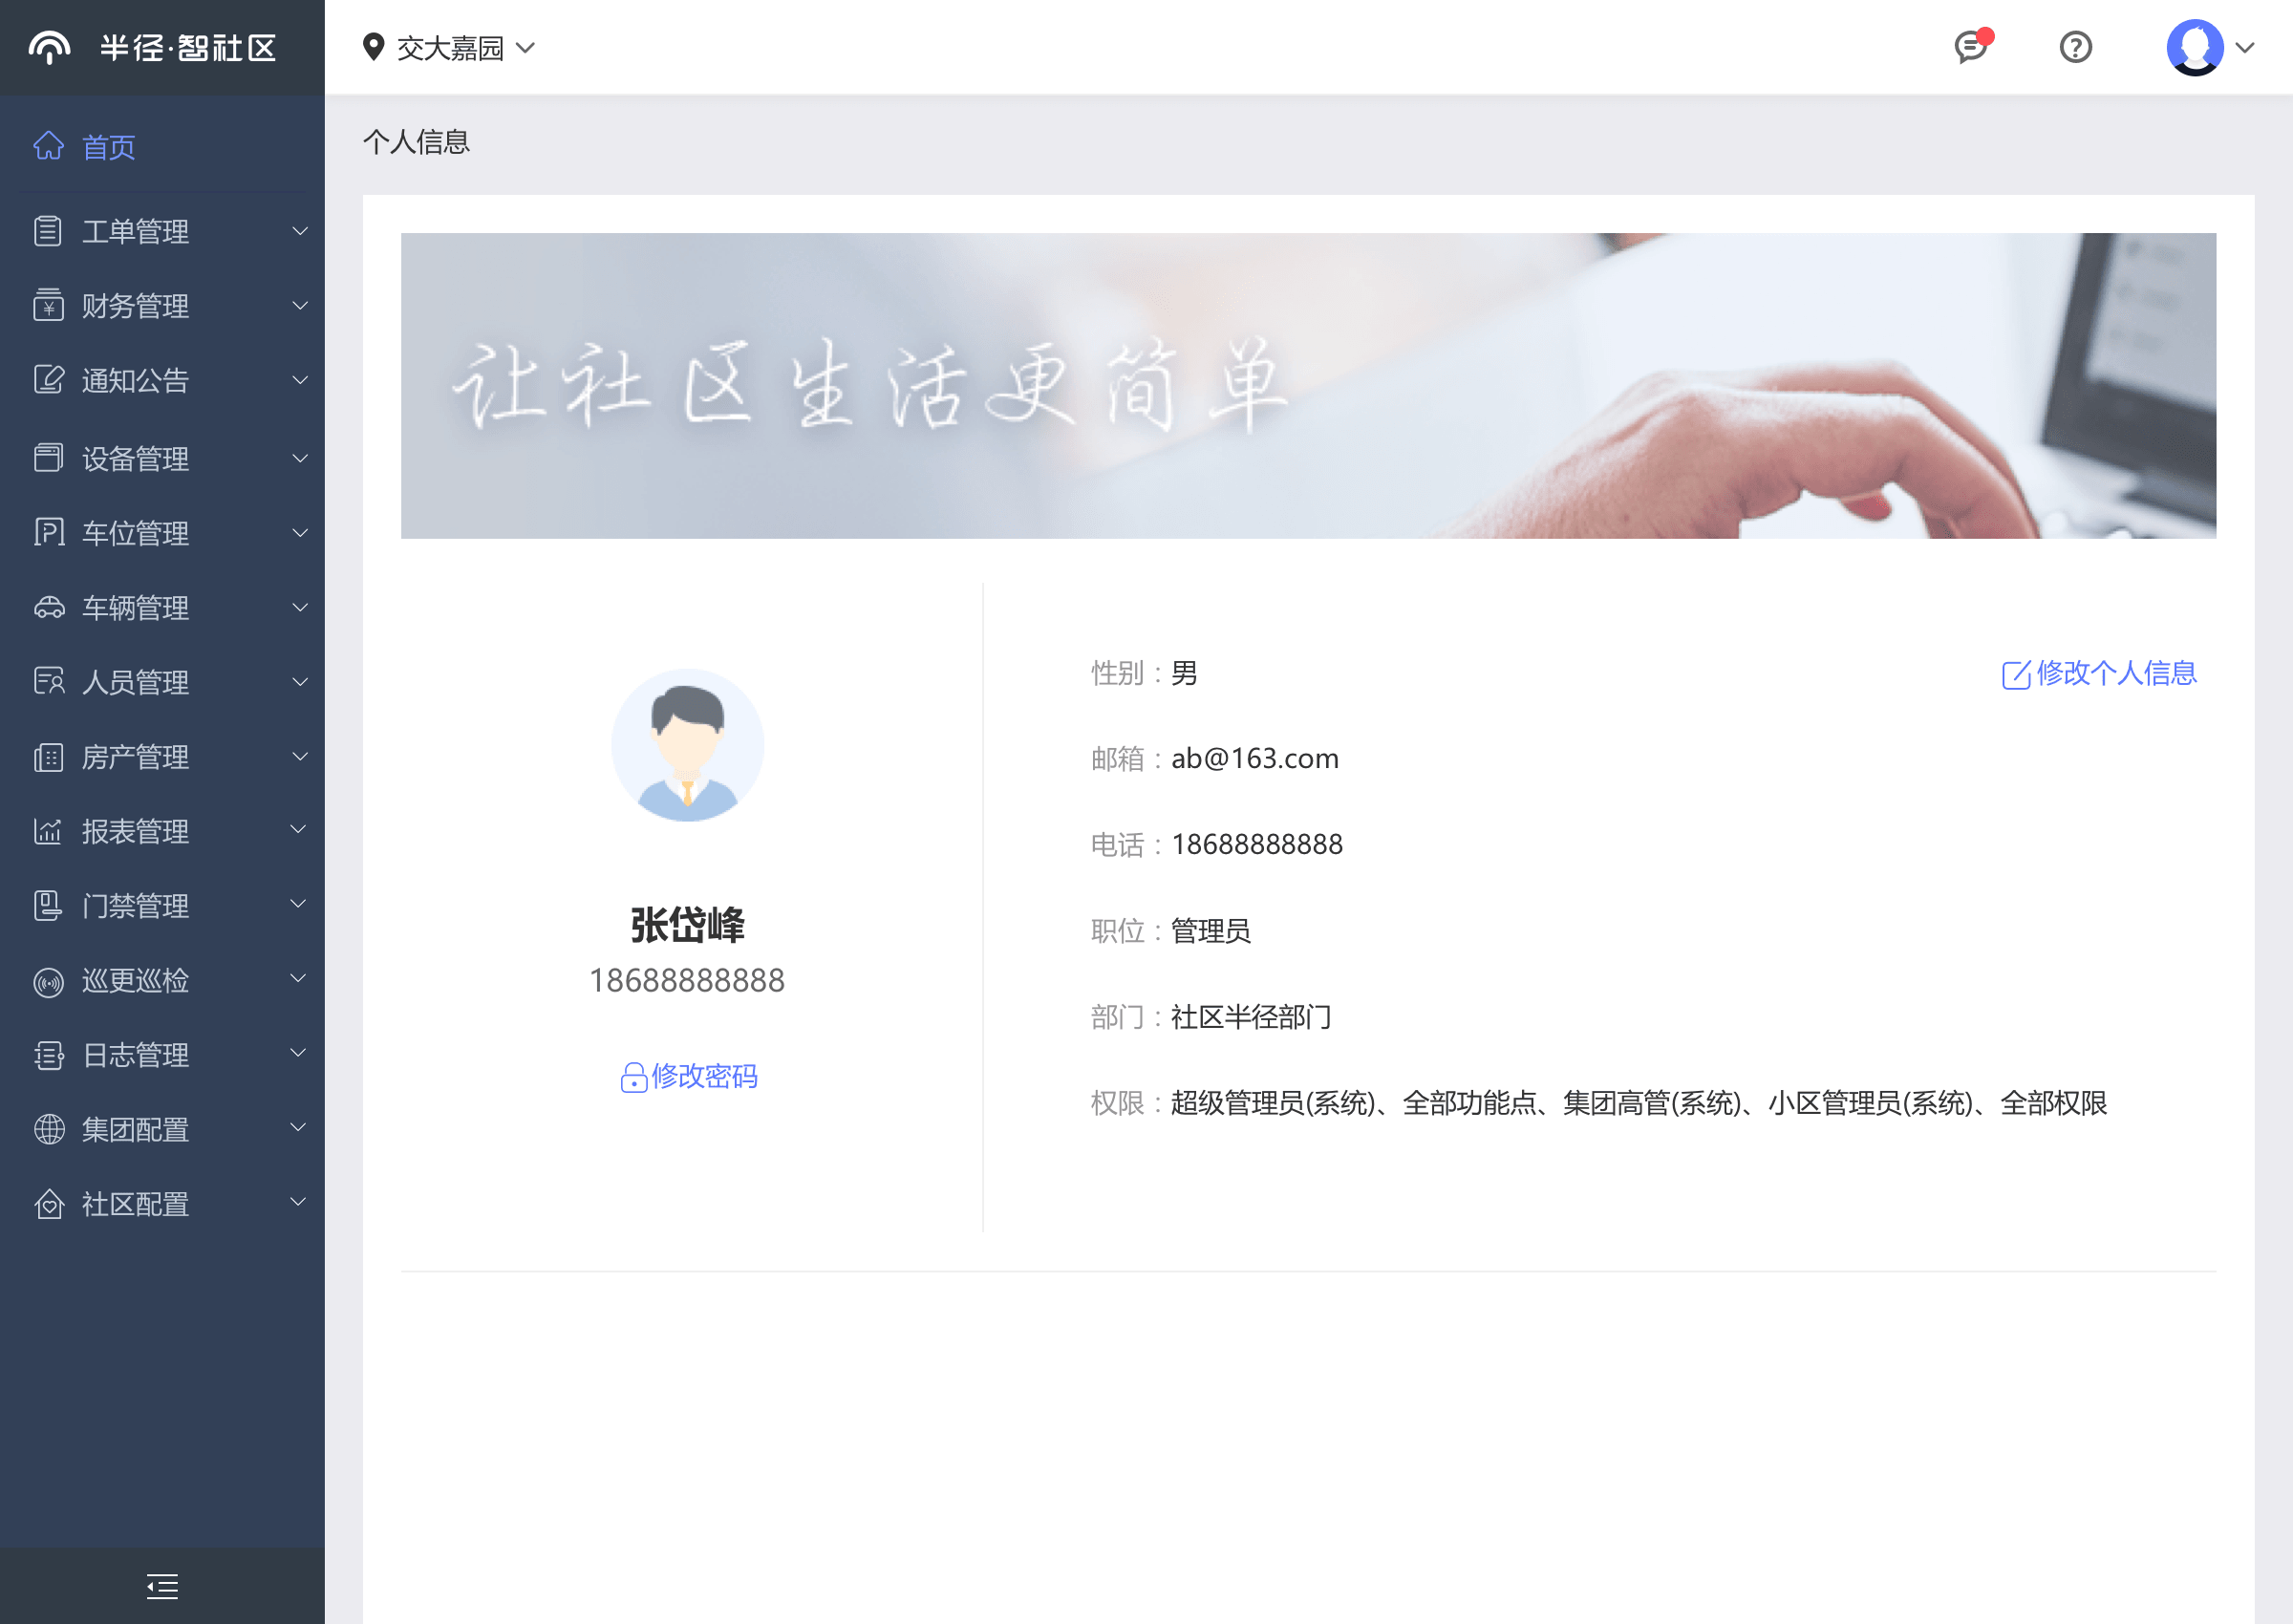 半径·智社区
交大嘉园
首页
工单管理
财务管理
通知公告
设备管理
车位管理
车辆管理
人员管理
房产管理
报表管理
门禁管理
巡更巡检
日志管理
集团配置
社区配置
个人信息
让社区生活更简单
张岱峰
18688888888
修改密码
性别：男
修改个人信息
邮箱：ab@163.com
电话：18688888888
职位：管理员
部门：社区半径部门
权限：超级管理员(系统)、全部功能点、集团高管(系统)、小区管理员(系统)、全部权限